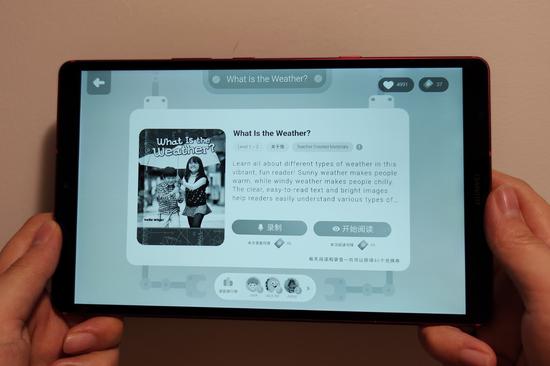 What Is the Weather?
4991
37
What Is the
Weather?
What Is the Weather?
Level 1 - 2
Teacher Created Materials
Learn all about different types of weather in this
vibrant, fun reader! Sunny weather makes people
warm, while windy weather makes people chilly.
The clear, easy-to-read text and bright images
help readers easily understand various types of...
录制
开始阅读